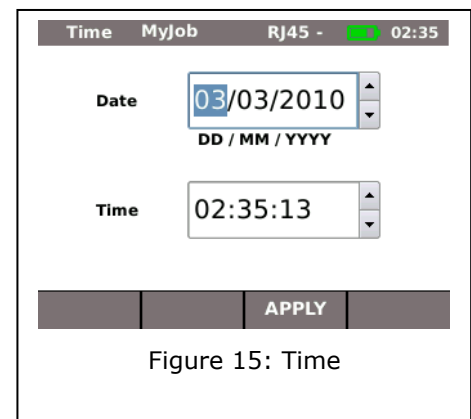 Time MyJob RJ45 - 02:35
Date 03/03/2010
DD / MM / YYYY
Time 02:35:13
APPLY
Figure 15: Time